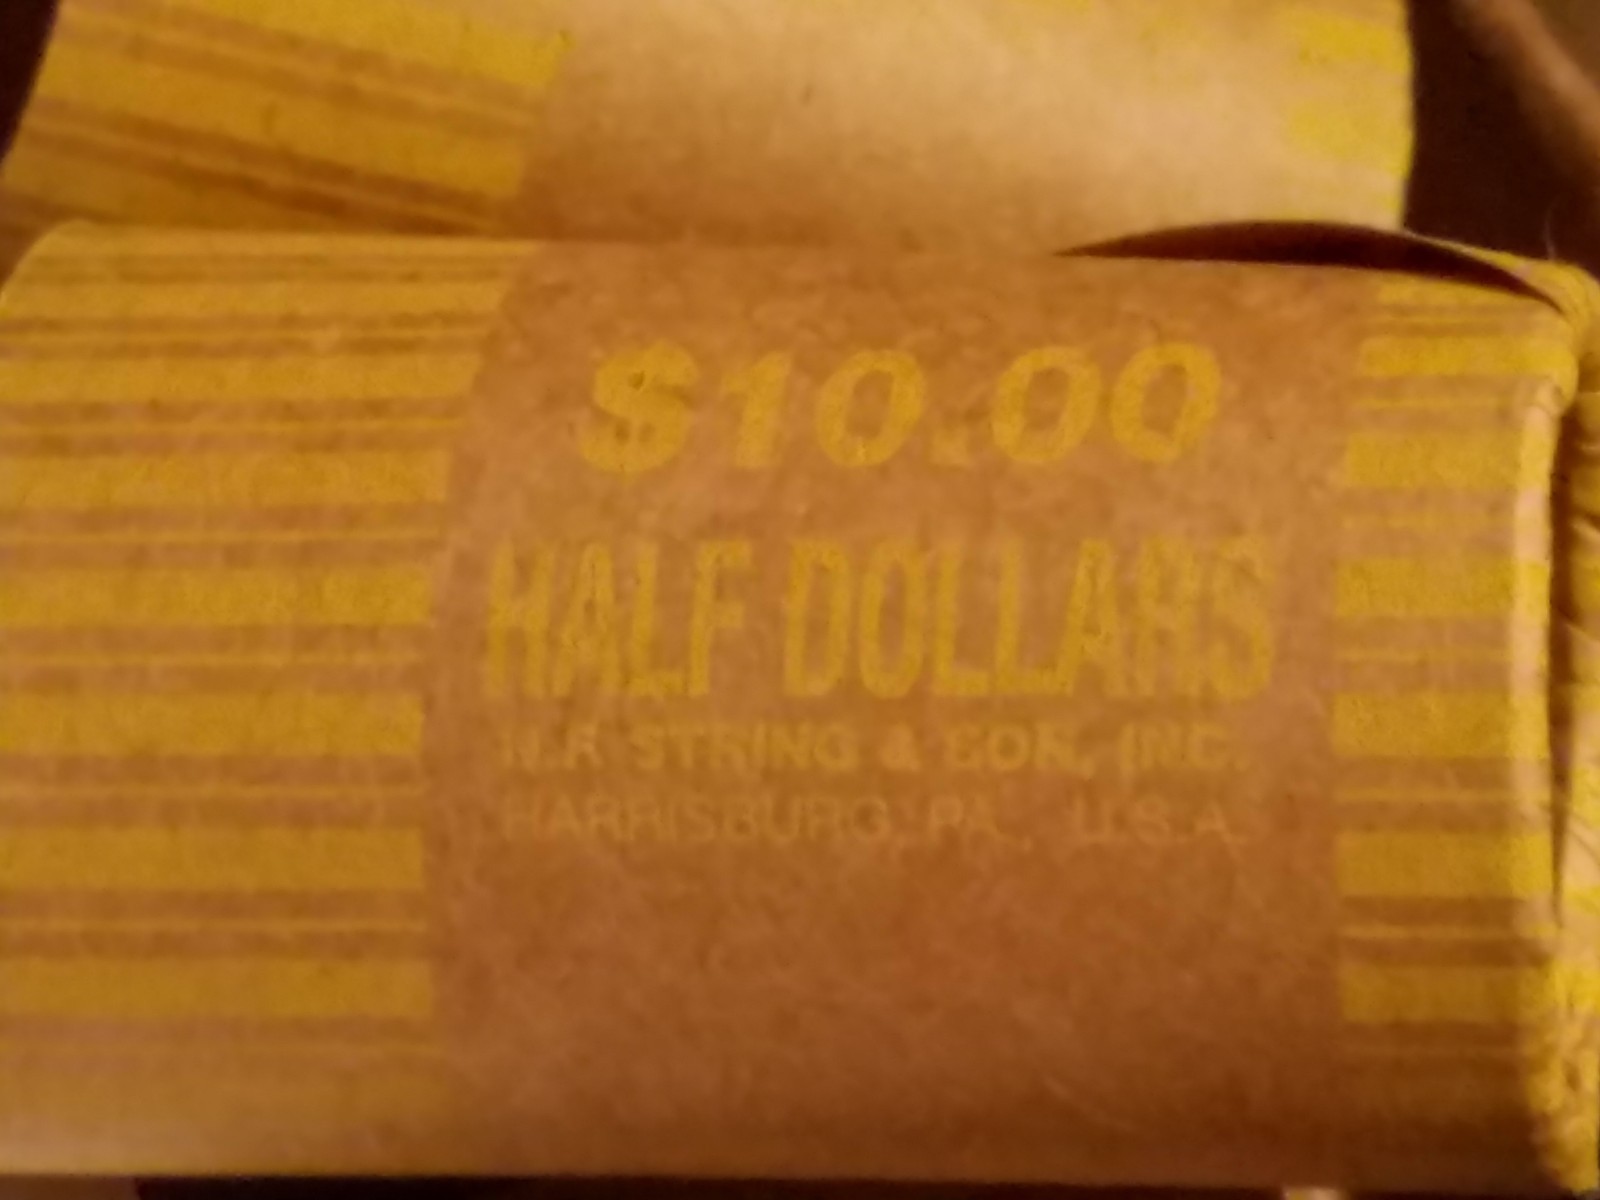 $10.00
HALF DOLLARS
N.F. STRING & SON, INC.
HARRISBURG, PA., U.S.A.